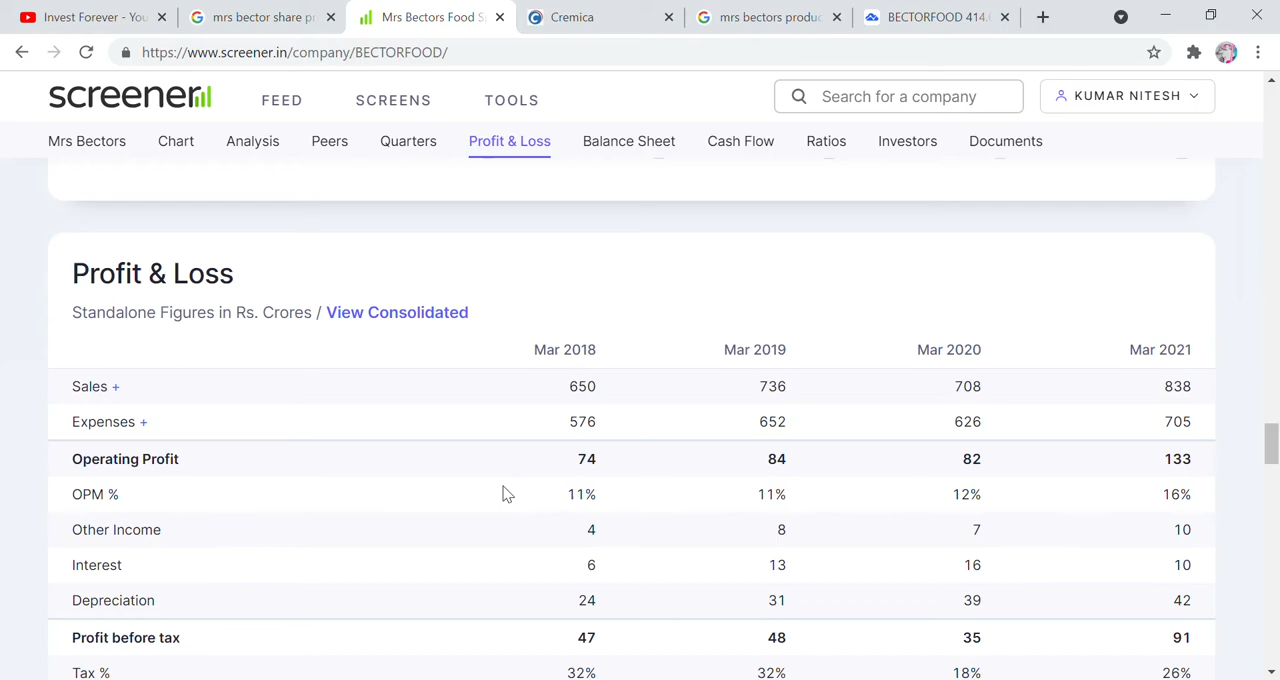 Invest Forever - You
mrs bector share pr
Mrs Bectors Food Sp
Cremica
mrs bectors produc
BECTORFOOD 414.
https://www.screener.in/company/BECTORFOOD/
screener
FEED
SCREENS
TOOLS
Search for a company
KUMAR NITESH
Mrs Bectors Chart Analysis Peers Quarters Profit & Loss Balance Sheet Cash Flow Ratios Investors Documents
Profit & Loss
Standalone Figures in Rs. Crores / View Consolidated
Mar 2018 Mar 2019 Mar 2020 Mar 2021
Sales + 650 736 708 838
Expenses + 576 652 626 705
Operating Profit 74 84 82 133
OPM % 11% 11% 12% 16%
Other Income 4 8 7 10
Interest 6 13 16 10
Depreciation 24 31 39 42
Profit before tax 47 48 35 91
Tax % 32% 32% 18% 26%